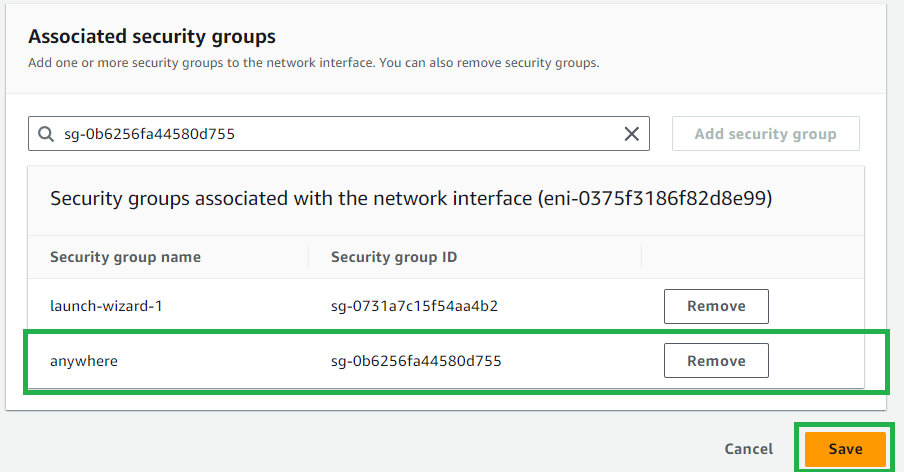 Associated security groups
Add one or more security groups to the network interface. You can also remove security groups.
sg-0b6256fa44580d755
Add security group
Security groups associated with the network interface (eni-0375f3186f82d8e99)
Security group name Security group ID
launch-wizard-1 sg-0731a7c15f54aa4b2 Remove
anywhere sg-0b6256fa44580d755 Remove
Cancel Save